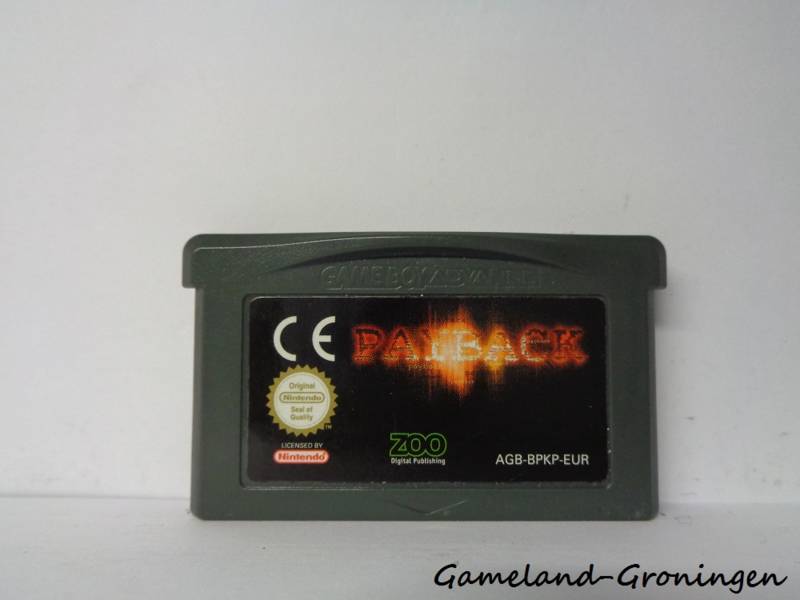 GAME BOY ADVANCE
CE PAYBACK
Original
Nintendo
Seal of
Quality
TM
LICENSED BY
Nintendo
ZOO
Digital Publishing
AGB-BPKP-EUR
Gameland-Groningen